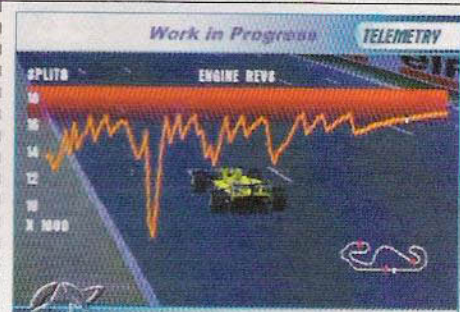 Work in Progress
TELEMETRY
SPLITS
ENGINE REVS
18
16
14
12
10
X 1000